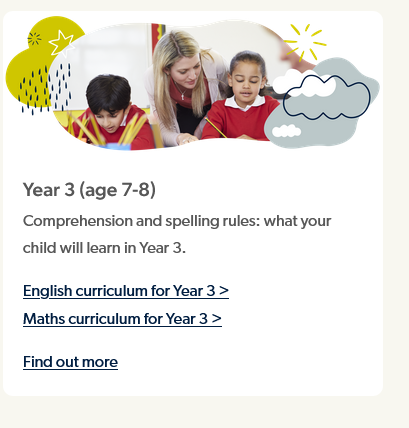 Year 3 (age 7-8)
Comprehension and spelling rules: what your
child will learn in Year 3.
English curriculum for Year 3 >
Maths curriculum for Year 3 >
Find out more